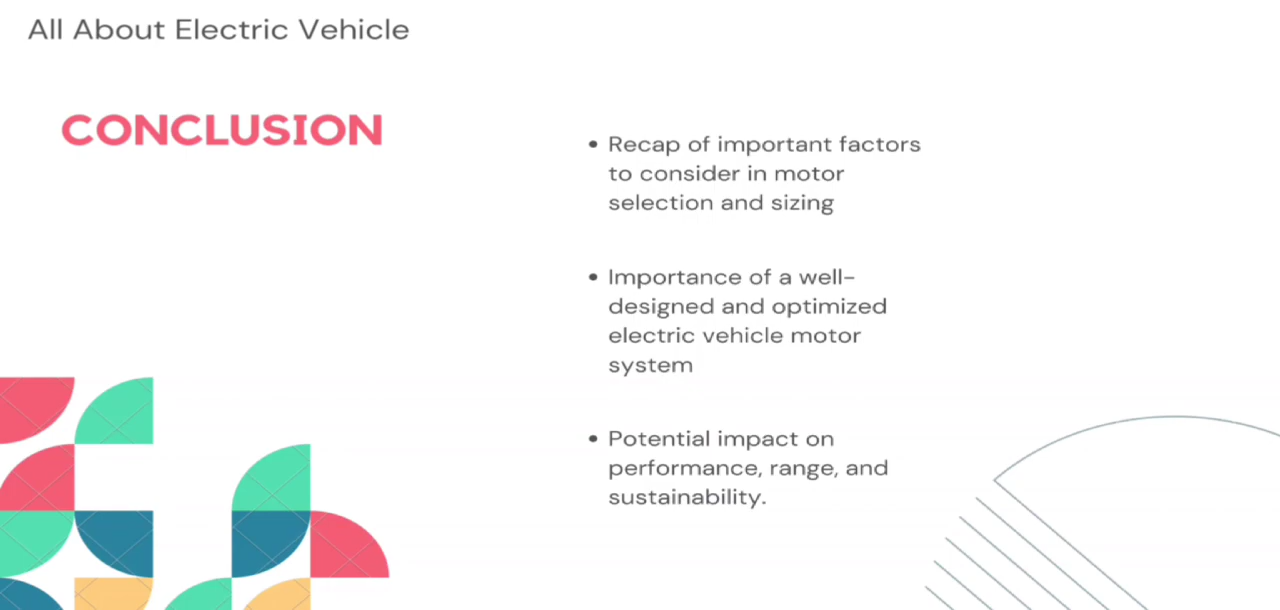 All About Electric Vehicle
CONCLUSION
• Recap of important factors
to consider in motor
selection and sizing
• Importance of a well-
designed and optimized
electric vehicle motor
system
• Potential impact on
performance, range, and
sustainability.